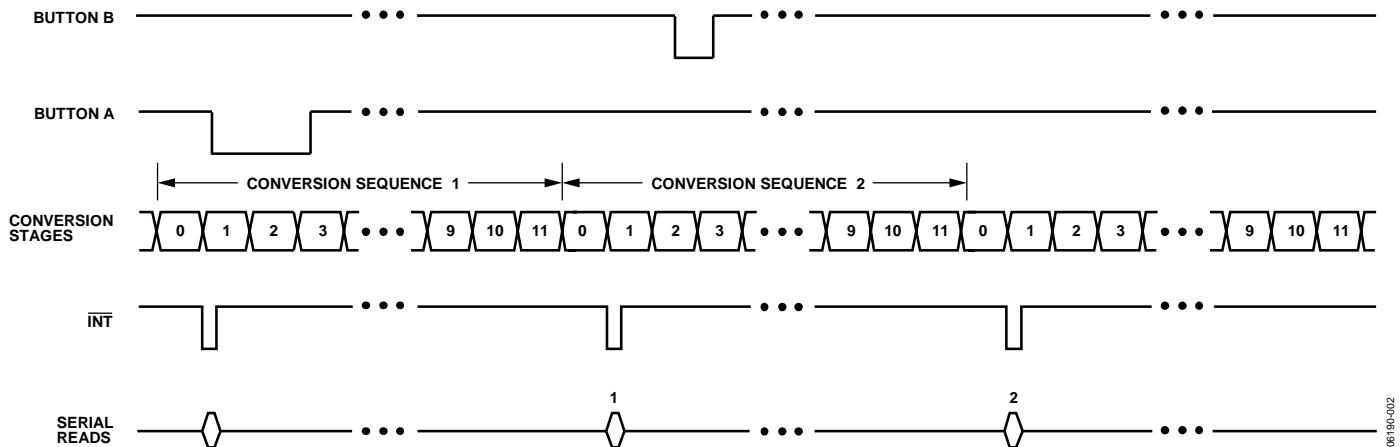 BUTTON B
BUTTON A
CONVERSION SEQUENCE 1
CONVERSION SEQUENCE 2
CONVERSION
STAGES
0 1 2 3 9 10 11 0 1 2 3 9 10 11 0 1 2 3 9 10 11
INT
1 2
SERIAL
READS
06190-002